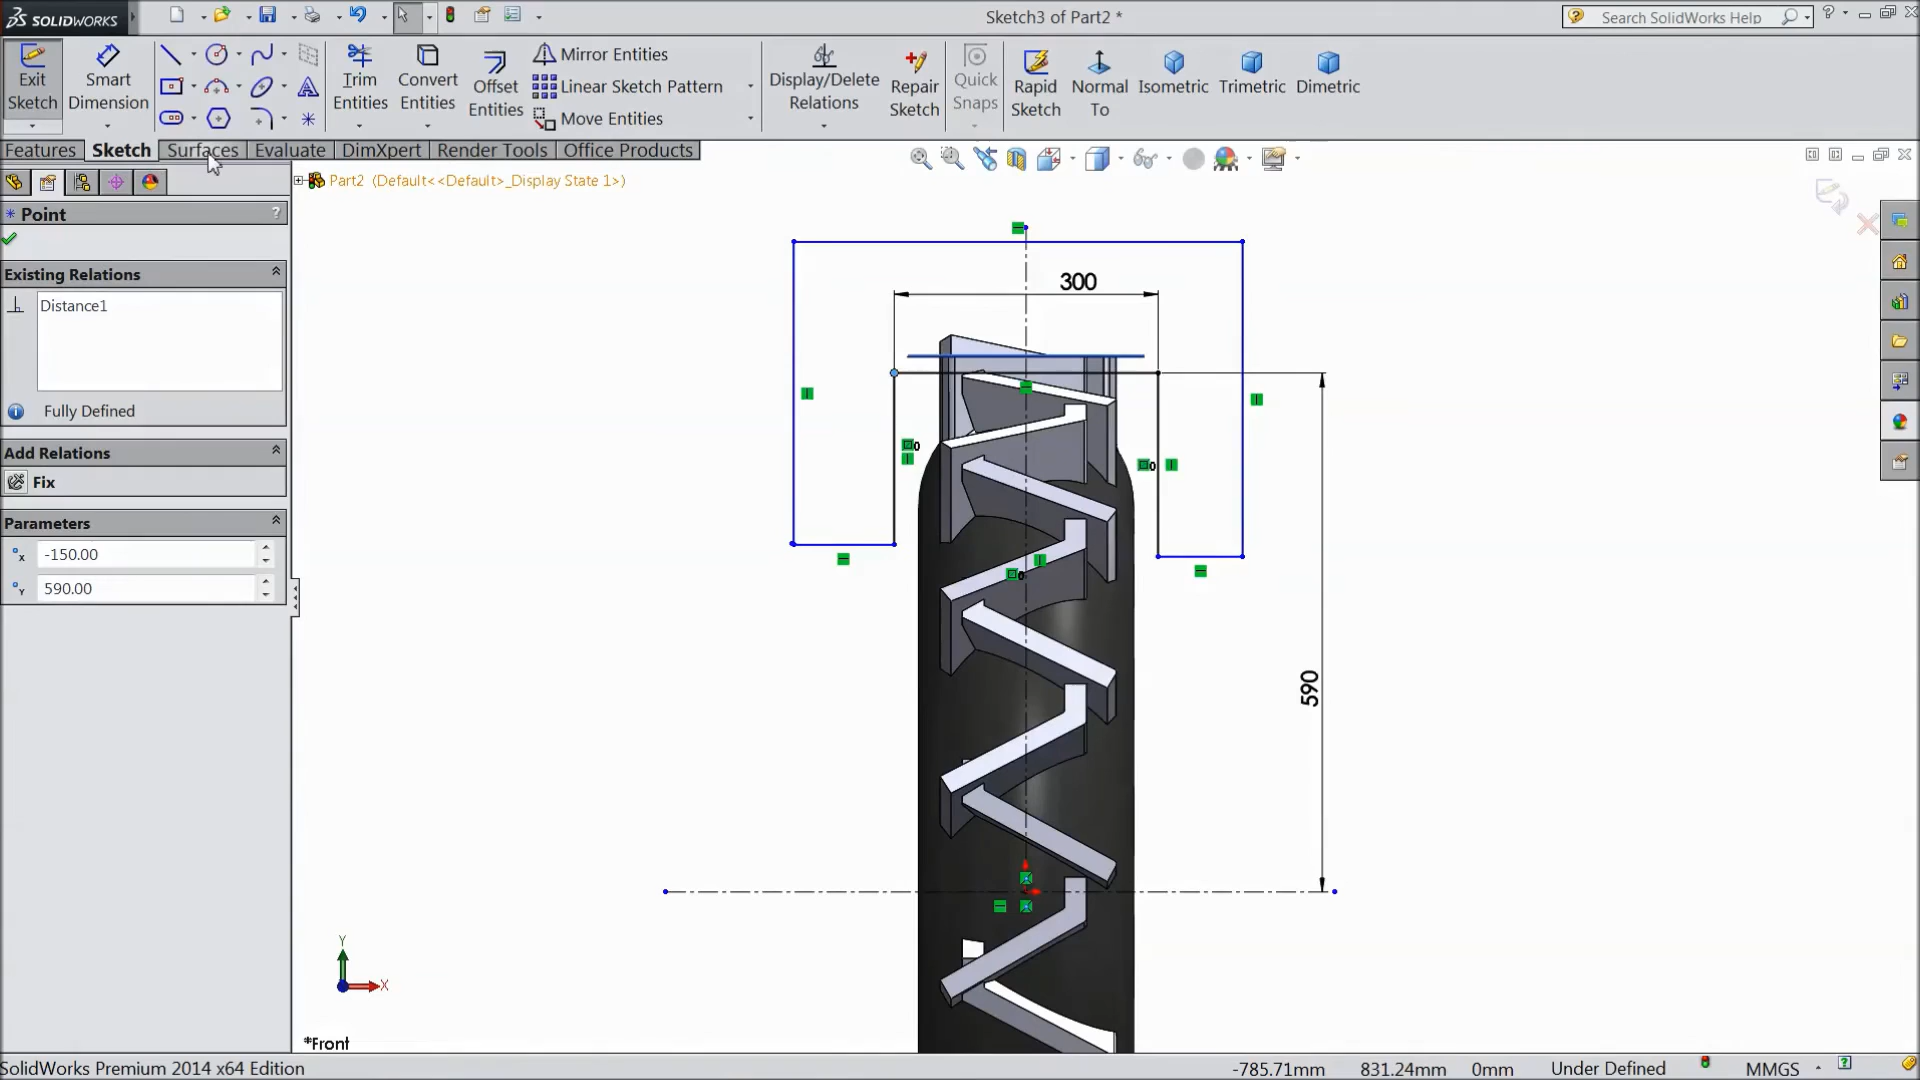 SOLIDWORKS
Sketch3 of Part2 *
Search SolidWorks Help
Exit Sketch
Smart Dimension
Trim Entities
Convert Entities
Offset Entities
Mirror Entities
Linear Sketch Pattern
Move Entities
Display/Delete Relations
Repair Sketch
Quick Snaps
Rapid Sketch
Normal To
Isometric
Trimetric
Dimetric
Features
Sketch
Surfaces
Evaluate
DimXpert
Render Tools
Office Products
Part2 (Default<<Default>_Display State 1>)
Point
?
Existing Relations
Distance1
Fully Defined
Add Relations
Fix
Parameters
-150.00
590.00
300
590
0
0
0
Y
X
*Front
SolidWorks Premium 2014 x64 Edition
-785.71mm
831.24mm
0mm
Under Defined
MMGS